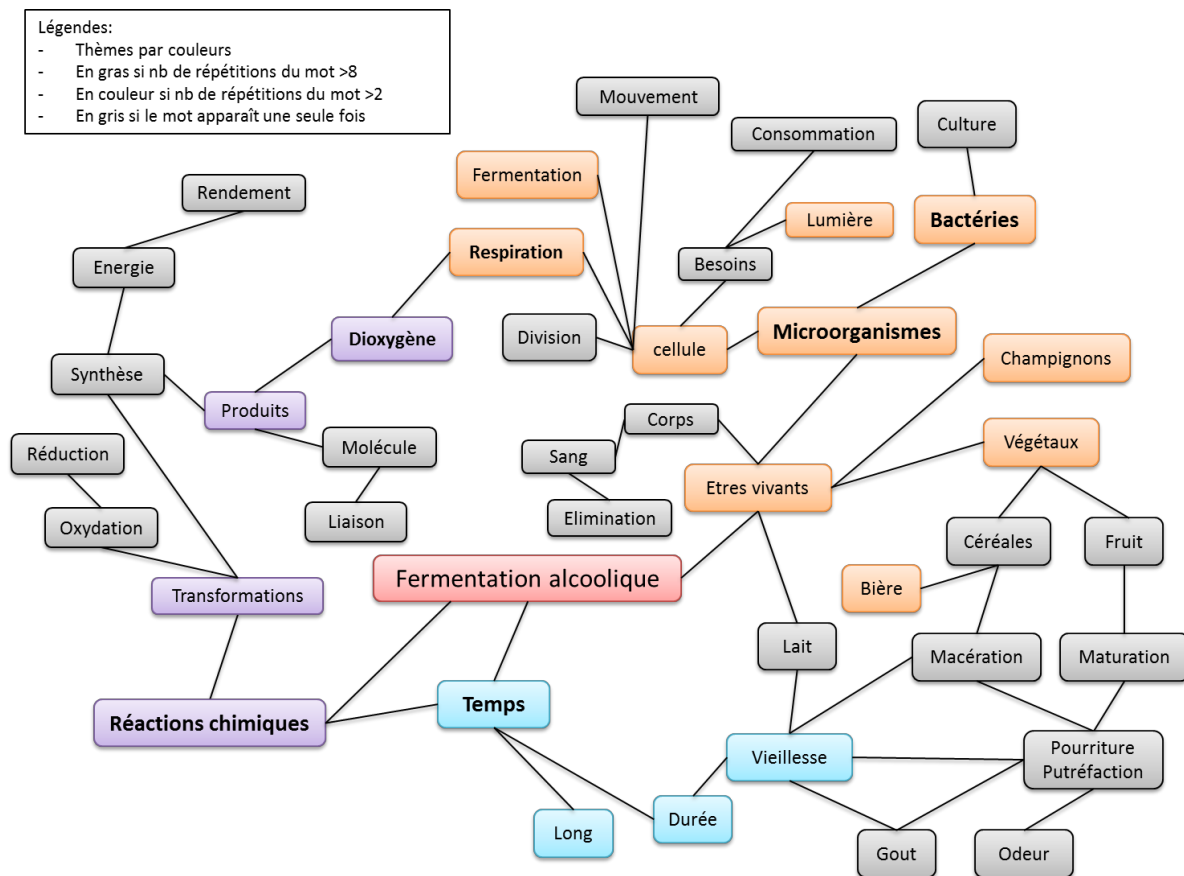 Légendes:
- Thèmes par couleurs
- En gras si nb de répétitions du mot >8
- En couleur si nb de répétitions du mot >2
- En gris si le mot apparaît une seule fois
Mouvement
Consommation
Culture
Fermentation
Rendement
Lumière
Bactéries
Respiration
Energie
Besoins
Dioxygène
Division
cellule
Microorganismes
Champignons
Synthèse
Produits
Corps
Molécule
Végétaux
Réduction
Sang
Etres vivants
Oxydation
Liaison
Elimination
Céréales
Fruit
Fermentation alcoolique
Bière
Transformations
Lait
Macération
Maturation
Temps
Réactions chimiques
Vieillesse
Pourriture
Putréfaction
Long
Durée
Gout
Odeur